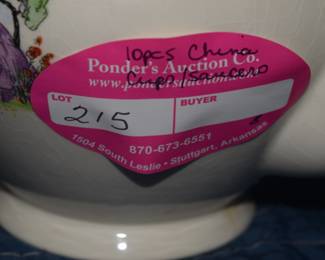 10pcs China
Ponder's Auction Co.
Cups/Saucers
www.pondersauction.com
LOT
BUYER
215
870-673-6551
1504 South Leslie • Stuttgart, Arkansas